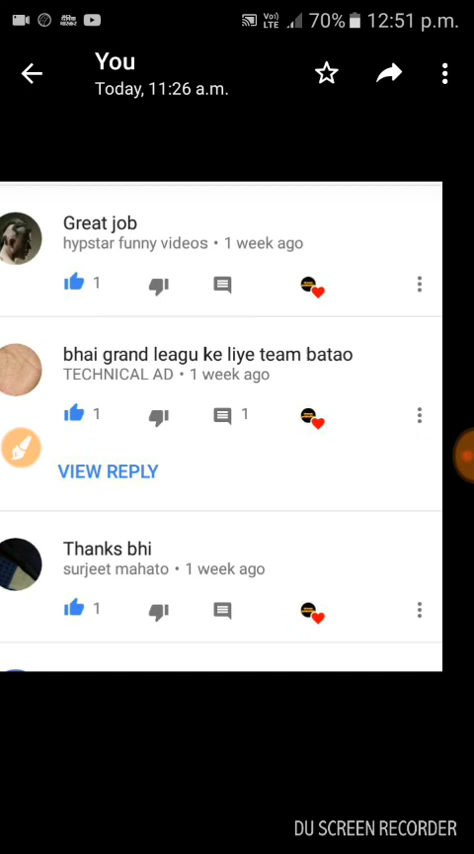 Vo)) LTE 70% 12:51 p.m.
You
Today, 11:26 a.m.
Great job
hypstar funny videos • 1 week ago
1
bhai grand leagu ke liye team batao
TECHNICAL AD • 1 week ago
1 1
VIEW REPLY
Thanks bhi
surjeet mahato • 1 week ago
1
DU SCREEN RECORDER